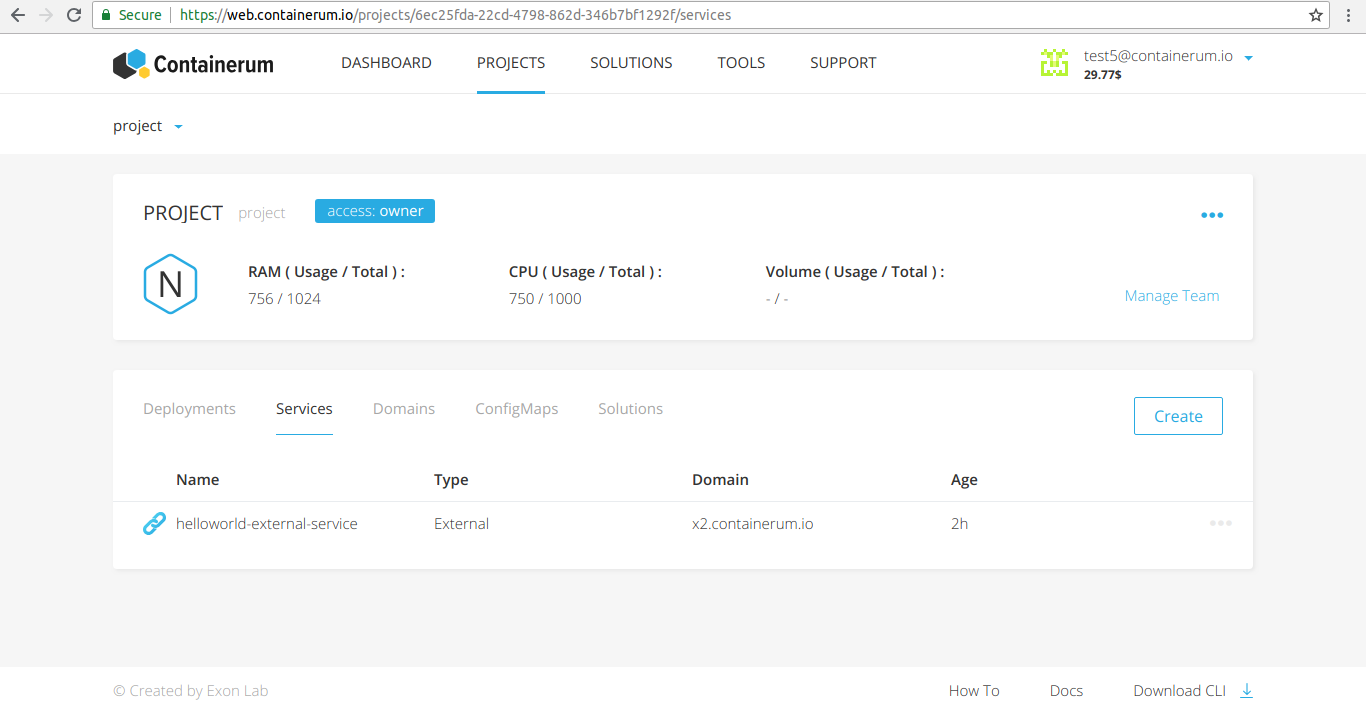 Secure https://web.containerum.io/projects/6ec25fda-22cd-4798-862d-346b7bf1292f/services
Containerum DASHBOARD PROJECTS SOLUTIONS TOOLS SUPPORT test5@containerum.io
29.77$
project
PROJECT project access: owner
N
RAM ( Usage / Total ) : CPU ( Usage / Total ) : Volume ( Usage / Total ) :
756 / 1024 750 / 1000 - / - Manage Team
Deployments Services Domains ConfigMaps Solutions Create
Name Type Domain Age
helloworld-external-service External x2.containerum.io 2h
© Created by Exon Lab How To Docs Download CLI